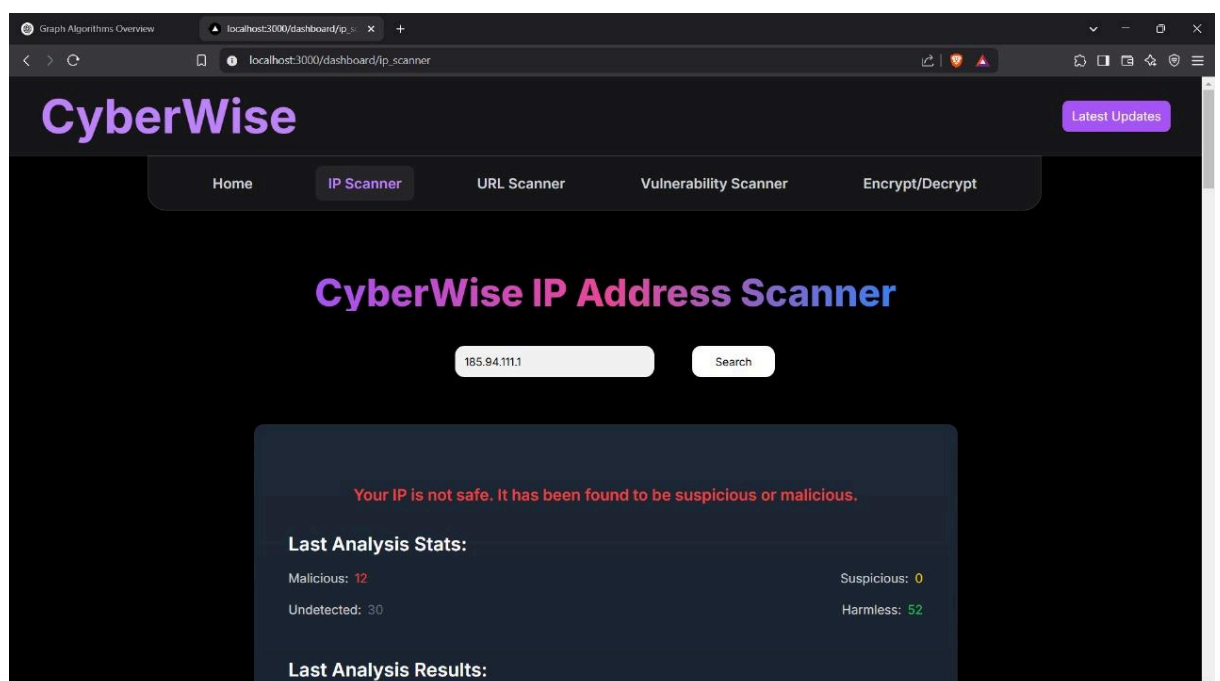 Graph Algorithms Overview
localhost:3000/dashboard/ip_s
localhost:3000/dashboard/ip_scanner
CyberWise
Latest Updates
Home IP Scanner URL Scanner Vulnerability Scanner Encrypt/Decrypt
CyberWise IP Address Scanner
185.94.111.1 Search
Your IP is not safe. It has been found to be suspicious or malicious.
Last Analysis Stats:
Malicious: 12 Suspicious: 0
Undetected: 30 Harmless: 52
Last Analysis Results: